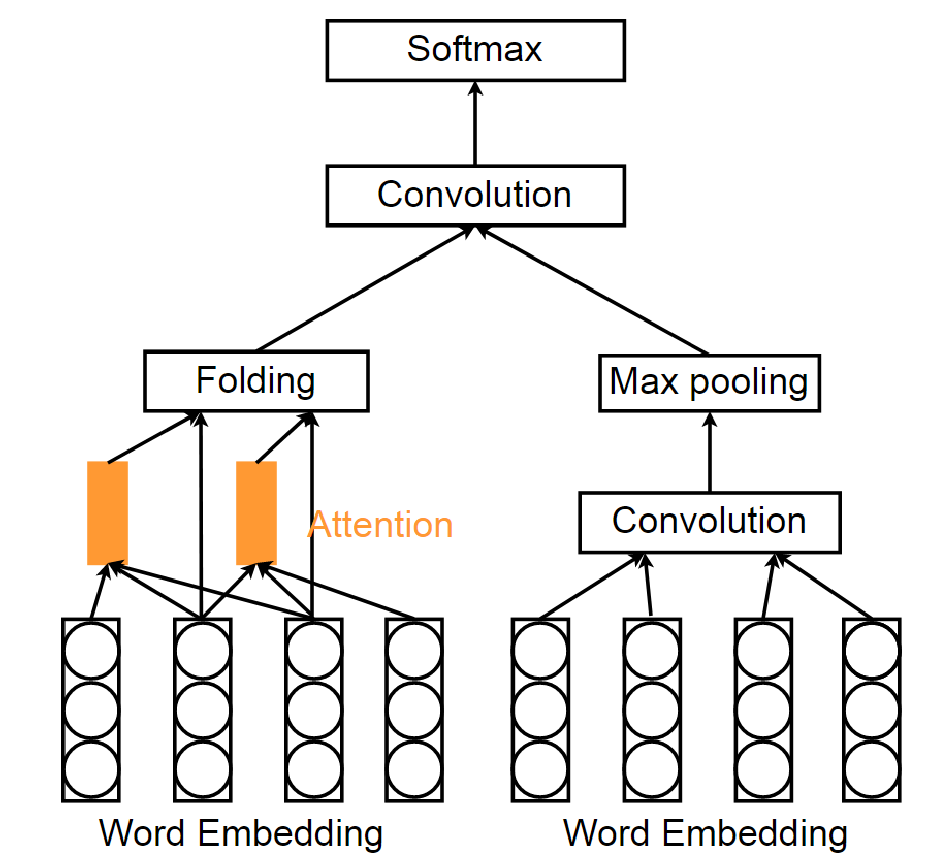 Softmax
Convolution
Folding
Max pooling
Attention
Convolution
Word Embedding
Word Embedding